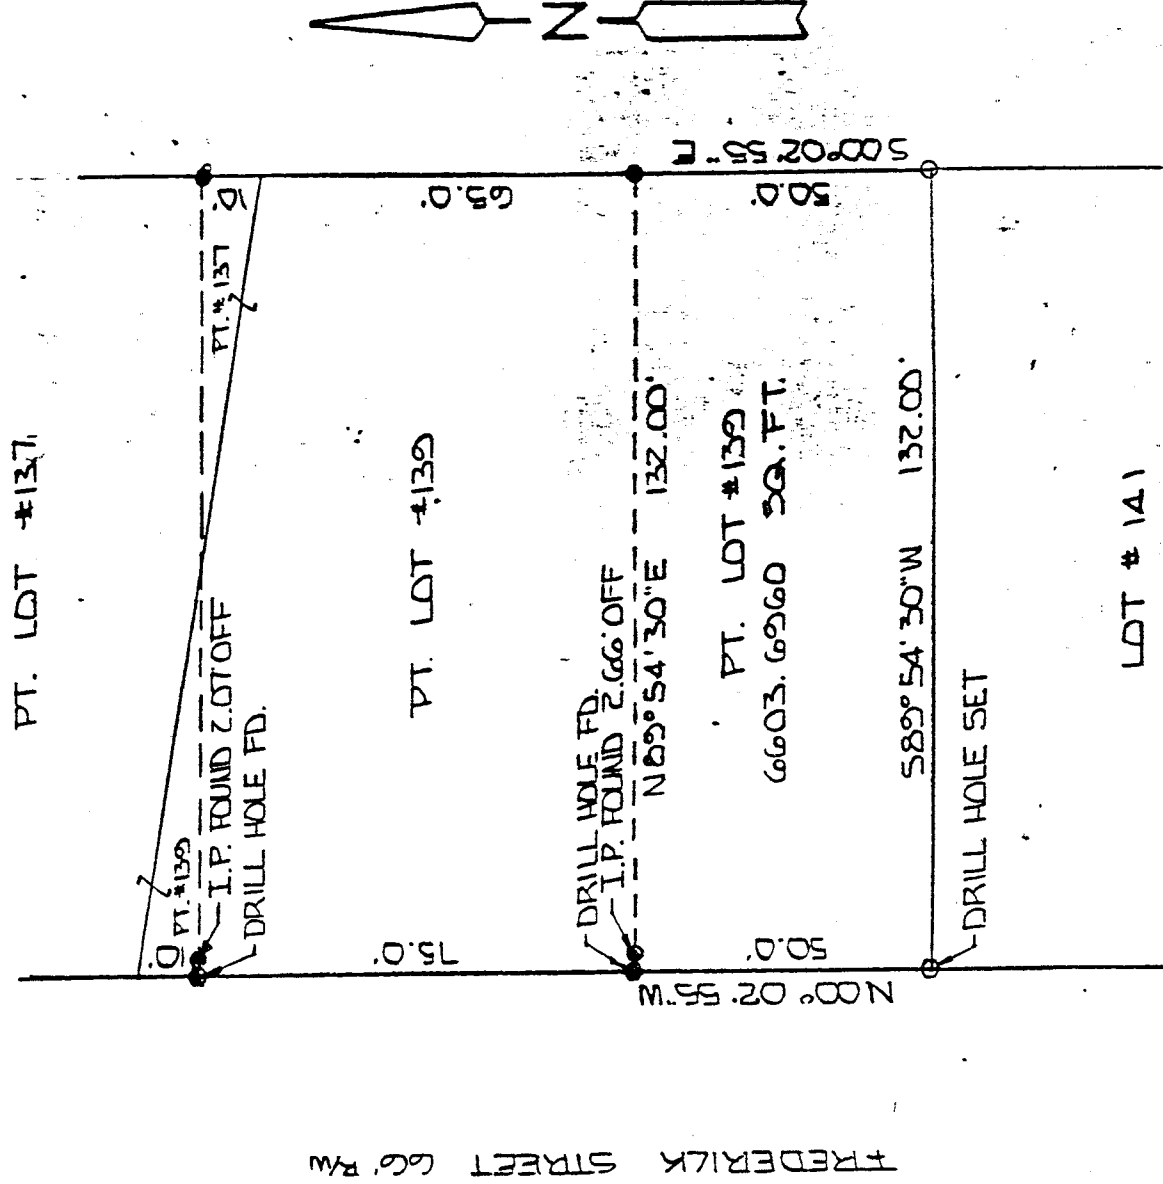 N
S 00° 02' 55" E
10'
65.0'
50.0'
PT. #137
PT. LOT #137
PT. LOT #139
N 89° 54' 30" E 132.00'
PT. LOT #139
6603.6960 SQ. FT.
S 89° 54' 30" W 132.00'
LOT # 141
I.P. FOUND 2.07' OFF
DRILL HOLE FD.
DRILL HOLE FD.
I.P. FOUND 2.66' OFF
DRILL HOLE SET
PT. #139
10'
75.0'
50.0'
N 00° 02' 55" W
FREDERICK STREET 66' R/W